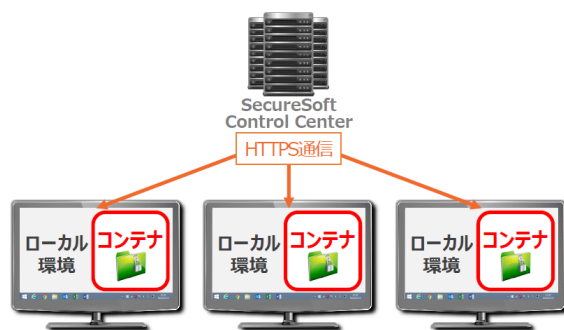 SecureSoft
Control Center
HTTPS通信
ローカル
環境
コンテナ
ローカル
環境
コンテナ
ローカル
環境
コンテナ